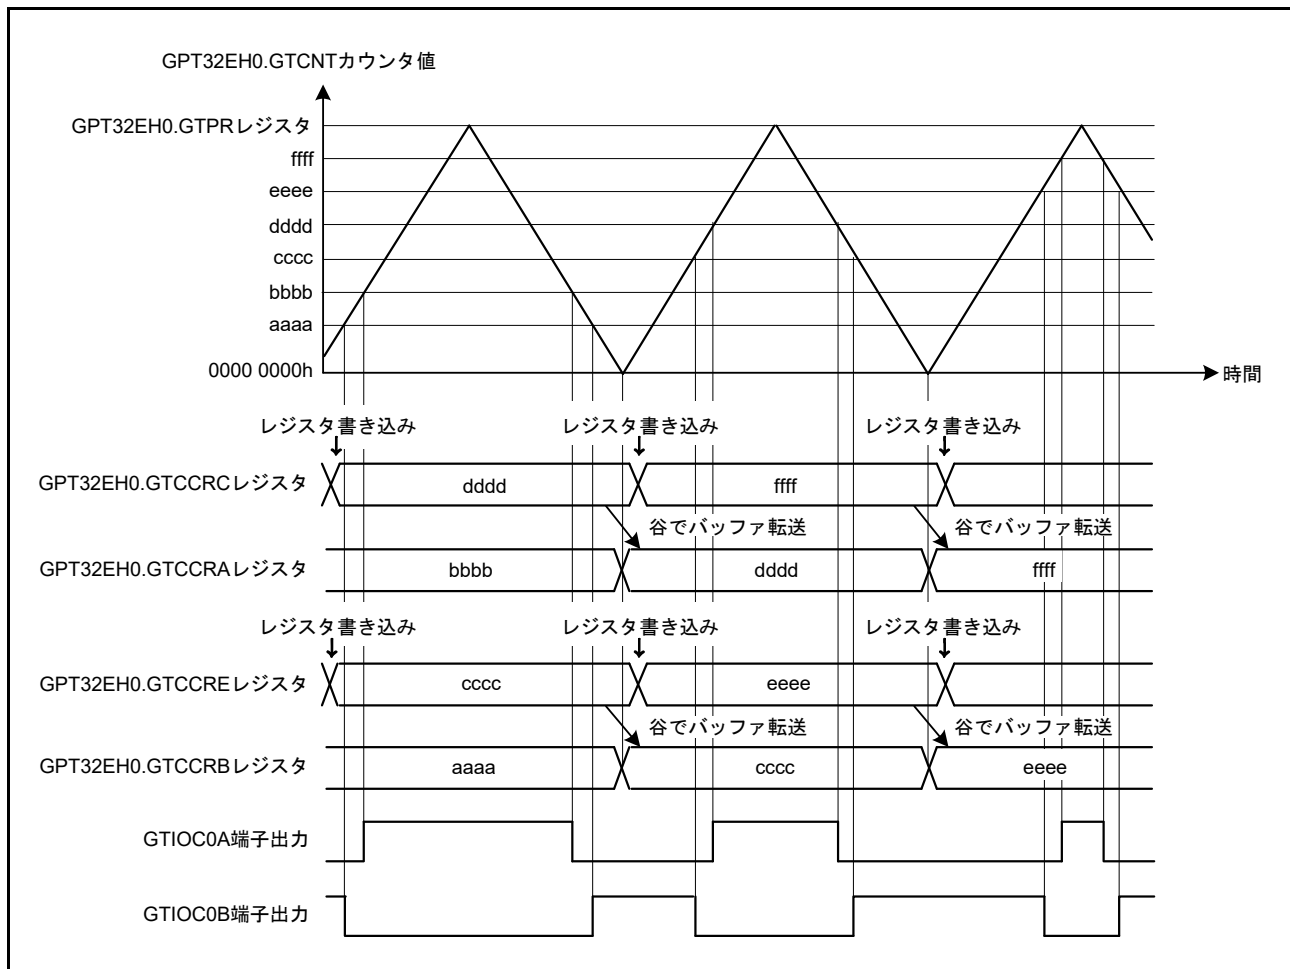 GPT32EH0.GTCNTカウンタ値
GPT32EH0.GTPRレジスタ
ffff
eeee
dddd
cccc
bbbb
aaaa
0000 0000h
時間
レジスタ書き込み レジスタ書き込み レジスタ書き込み
GPT32EH0.GTCCRCレジスタ dddd ffff
谷でバッファ転送 谷でバッファ転送
GPT32EH0.GTCCRAレジスタ bbbb dddd ffff
レジスタ書き込み レジスタ書き込み レジスタ書き込み
GPT32EH0.GTCCREレジスタ cccc eeee
谷でバッファ転送 谷でバッファ転送
GPT32EH0.GTCCRBレジスタ aaaa cccc eeee
GTIOC0A端子出力
GTIOC0B端子出力